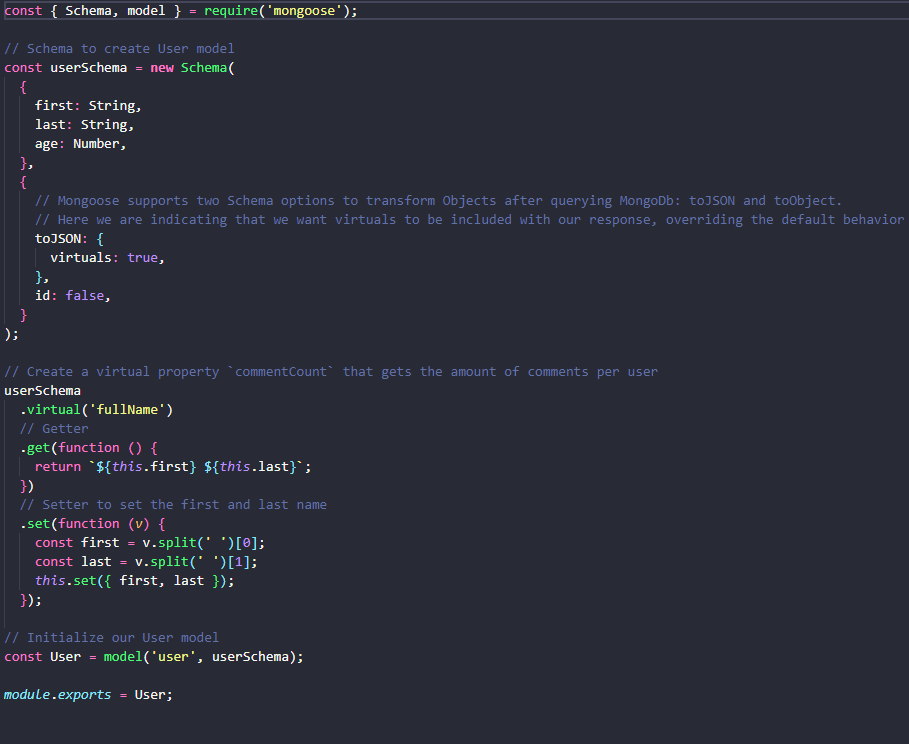 const { Schema, model } = require('mongoose');
// Schema to create User model
const userSchema = new Schema(
{
first: String,
last: String,
age: Number,
},
{
// Mongoose supports two Schema options to transform Objects after querying MongoDb: toJSON and toObject.
// Here we are indicating that we want virtuals to be included with our response, overriding the default behavior
toJSON: {
virtuals: true,
},
id: false,
}
);
// Create a virtual property `commentCount` that gets the amount of comments per user
userSchema
.virtual('fullName')
// Getter
.get(function () {
return `${this.first} ${this.last}`;
})
// Setter to set the first and last name
.set(function (v) {
const first = v.split(' ')[0];
const last = v.split(' ')[1];
this.set({ first, last });
});
// Initialize our User model
const User = model('user', userSchema);
module.exports = User;